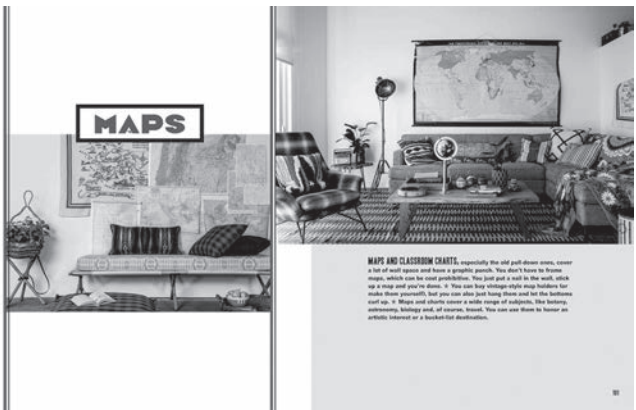 MAPS
MAPS AND CLASSROOM CHARTS, especially the old pull-down ones, cover
a lot of wall space and have a graphic punch. You don't have to frame
maps, which can be cost prohibitive. You just put a nail in the wall, stick
up a map and you're done. ★ You can buy vintage-style map holders (or
make them yourself), but you can also just hang them and let the bottoms
curl up. ★ Maps and charts cover a wide range of subjects, like botany,
astronomy, biology and, of course, travel. You can use them to honor an
artistic interest or a bucket-list destination.